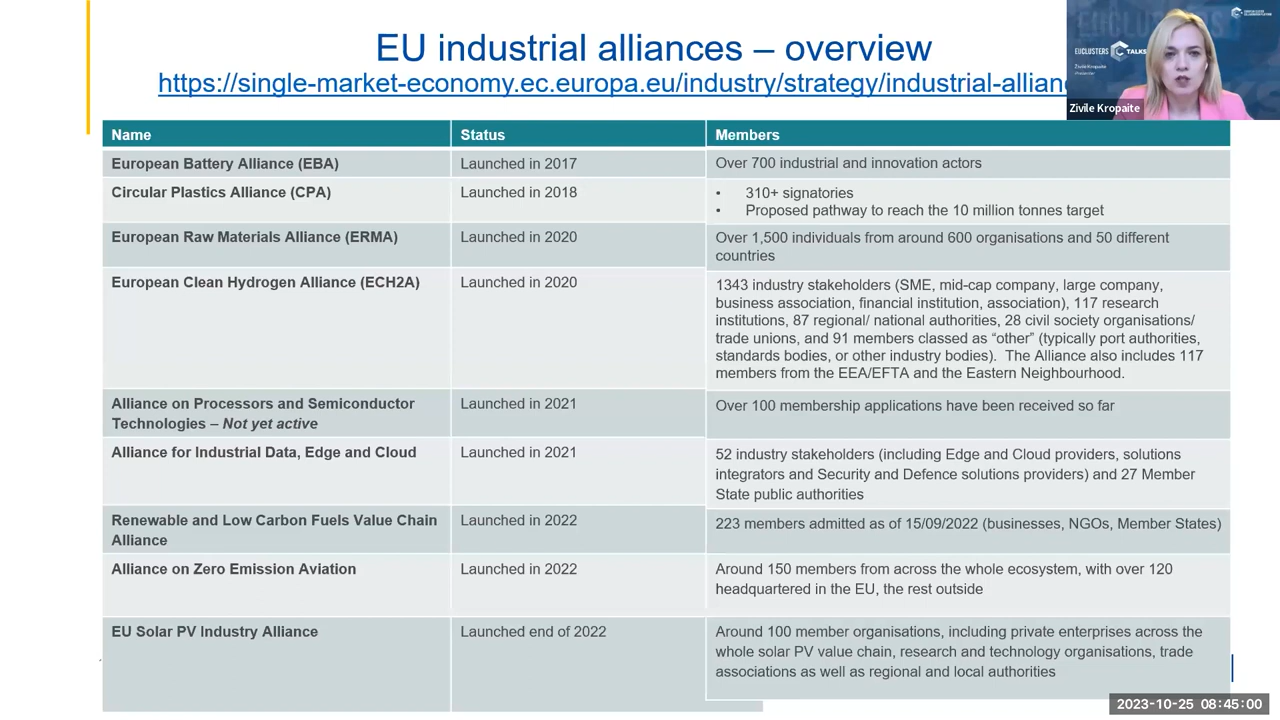 EU industrial alliances – overview
https://single-market-economy.ec.europa.eu/industry/strategy/industrial-allian
EUCLUSTERS
EUCLUSTERS TALKS
Zivile Kropaite
Presenter
TALKS
Zivile Kropaite
Name Status Members
European Battery Alliance (EBA) Launched in 2017 Over 700 industrial and innovation actors
Circular Plastics Alliance (CPA) Launched in 2018 • 310+ signatories
• Proposed pathway to reach the 10 million tonnes target
European Raw Materials Alliance (ERMA) Launched in 2020 Over 1,500 individuals from around 600 organisations and 50 different
countries
European Clean Hydrogen Alliance (ECH2A) Launched in 2020 1343 industry stakeholders (SME, mid-cap company, large company,
business association, financial institution, association), 117 research
institutions, 87 regional/ national authorities, 28 civil society organisations/
trade unions, and 91 members classed as “other” (typically port authorities,
standards bodies, or other industry bodies). The Alliance also includes 117
members from the EEA/EFTA and the Eastern Neighbourhood.
Alliance on Processors and Semiconductor Launched in 2021 Over 100 membership applications have been received so far
Technologies – Not yet active
Alliance for Industrial Data, Edge and Cloud Launched in 2021 52 industry stakeholders (including Edge and Cloud providers, solutions
integrators and Security and Defence solutions providers) and 27 Member
State public authorities
Renewable and Low Carbon Fuels Value Chain Launched in 2022 223 members admitted as of 15/09/2022 (businesses, NGOs, Member States)
Alliance
Alliance on Zero Emission Aviation Launched in 2022 Around 150 members from across the whole ecosystem, with over 120
headquartered in the EU, the rest outside
EU Solar PV Industry Alliance Launched end of 2022 Around 100 member organisations, including private enterprises across the
whole solar PV value chain, research and technology organisations, trade
associations as well as regional and local authorities
2023-10-25 08:45:00